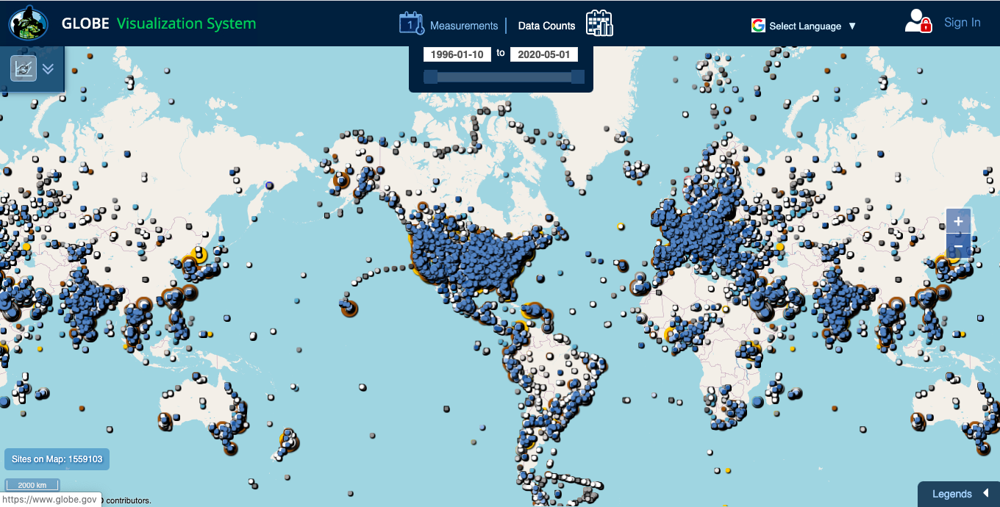 GLOBE Visualization System
1 Measurements | Data Counts
Select Language ▼
Sign In
1996-01-10 to 2020-05-01
+
−
Sites on Map: 1559103
2000 km
https://www.globe.gov contributors.
Legends